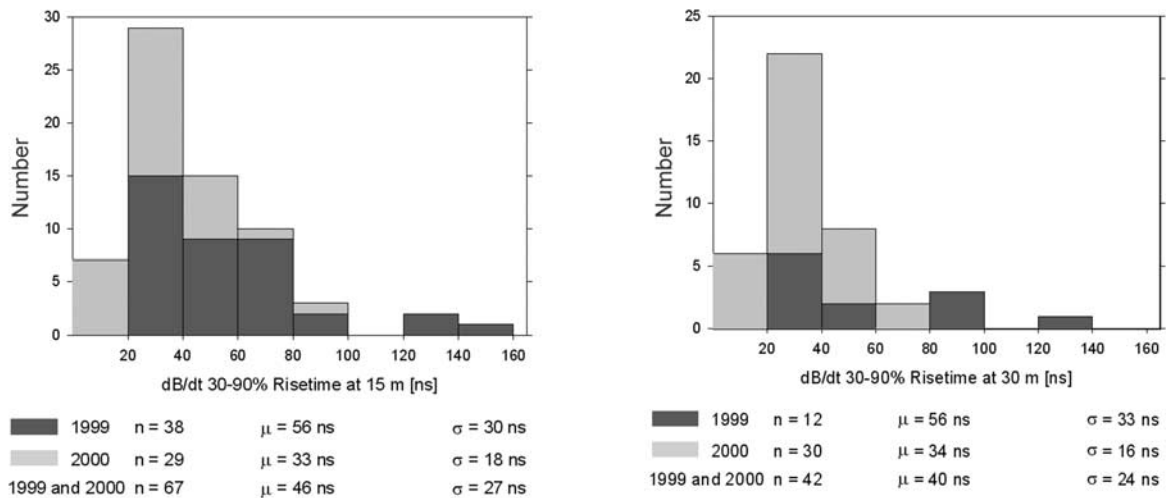 30
25
20
15
10
5
0
Number
20 40 60 80 100 120 140 160
dB/dt 30-90% Risetime at 15 m [ns]
1999 n = 38 μ = 56 ns σ = 30 ns
2000 n = 29 μ = 33 ns σ = 18 ns
1999 and 2000 n = 67 μ = 46 ns σ = 27 ns
25
20
15
10
5
0
Number
20 40 60 80 100 120 140 160
dB/dt 30-90% Risetime at 30 m [ns]
1999 n = 12 μ = 56 ns σ = 33 ns
2000 n = 30 μ = 34 ns σ = 16 ns
1999 and 2000 n = 42 μ = 40 ns σ = 24 ns